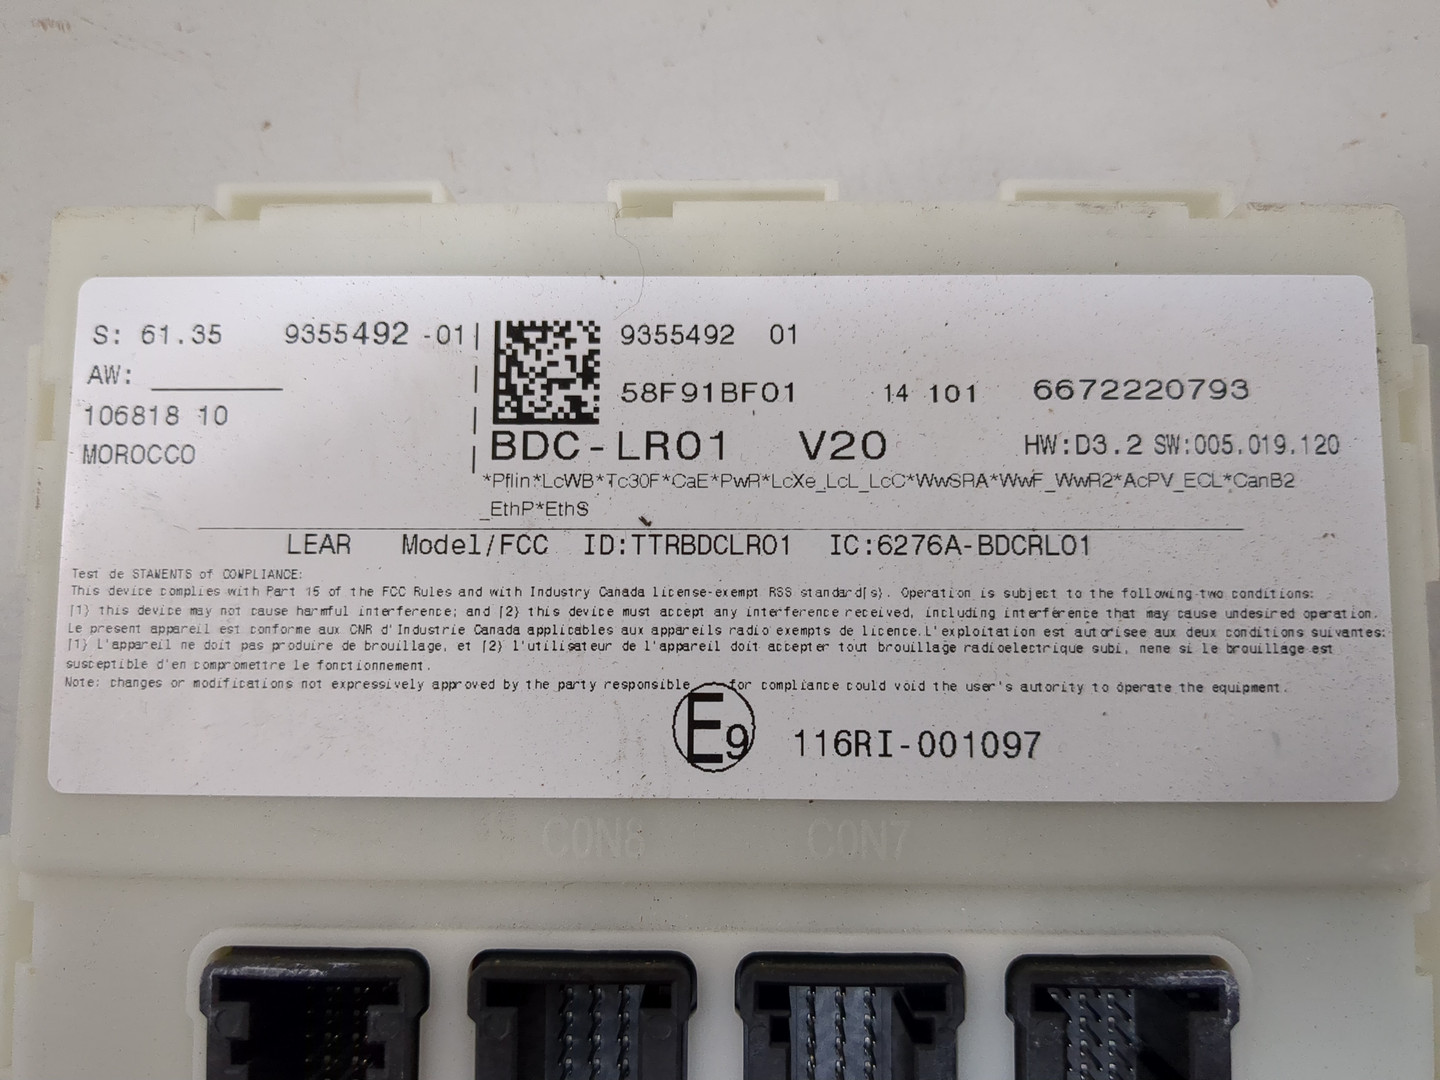 S: 61.35 9355492 -01
AW:
106818 10
MOROCCO
9355492 01
58F91BF01 14 101 6672220793
BDC-LR01 V20 HW:D3.2 SW:005.019.120
*Pflin*LcWB*Tc30F*CaE*PwR*LcXe_LcL_LcC*WwSRA*WwF_WwR2*AcPV_ECL*CanB2
_EthP*EthS
LEAR Model/FCC ID:TTRBDCLR01 IC:6276A-BDCRL01
Test de STAWENTS of COWPLIANCE:
This device complies with Part 15 of the FCC Rules and with Industry Canada license-exempt RSS standard(s). Operation is subject to the following two conditions:
(1) this device may not cause harmful interference; and (2) this device must accept any interference received, including interference that may cause undesired operation.
Le present appareil est conforme aux CNR d'Industrie Canada applicables aux appareils radio exempts de licence.L'exploitation est autorisee aux deux conditions suivantes:
(1) L'appareil ne doit pas produire de brouillage, et (2) l'utilisateur de l'appareil doit accepter tout brouillage radioelectrique subi, nene si le brouillage est
susceptible d'en compromettre le fonctionnement.
Note: changes or modifications not expressively approved by the party responsible for compliance could void the user's autority to operate the equipment.
E9 116RI-001097
CON8 CON7